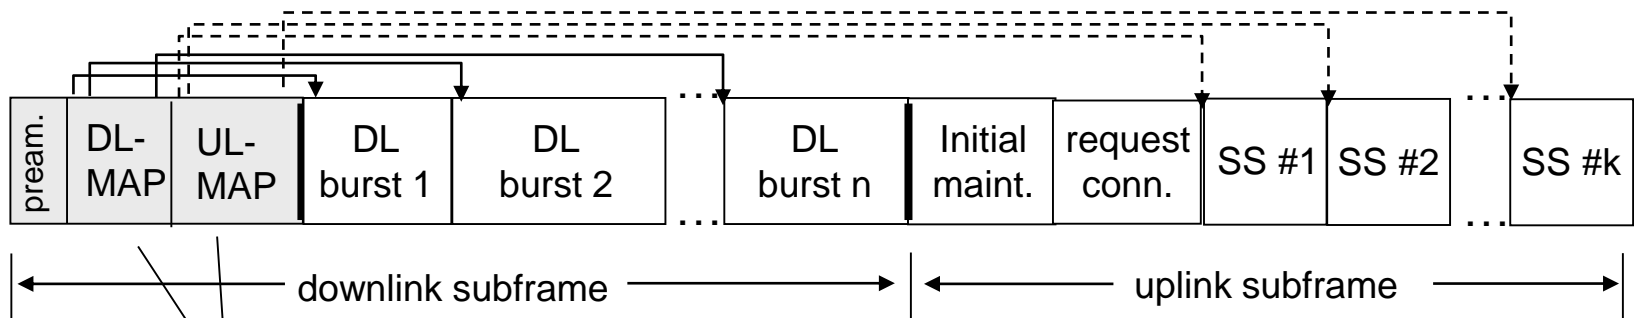 pream.
DL-
MAP
UL-
MAP
DL
burst 1
DL
burst 2
...
...
DL
burst n
Initial
maint.
request
conn.
SS #1
SS #2
...
...
SS #k
downlink subframe
uplink subframe